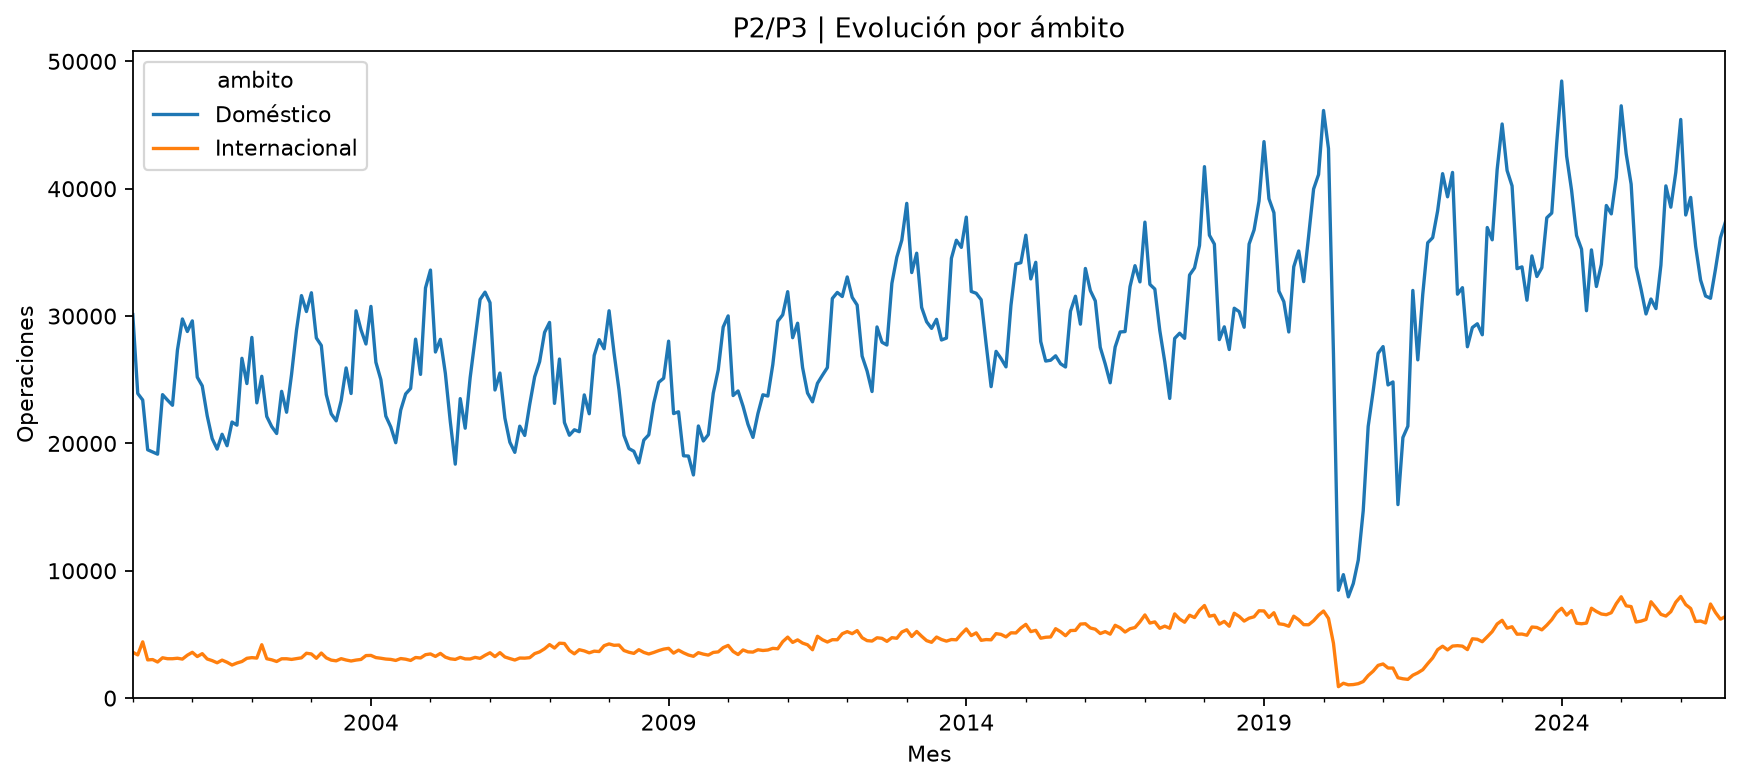 P2/P3 | Evolución por ámbito
50000
40000
30000
20000
10000
0
Operaciones
ambito
Doméstico
Internacional
2004
2009
2014
2019
2024
Mes